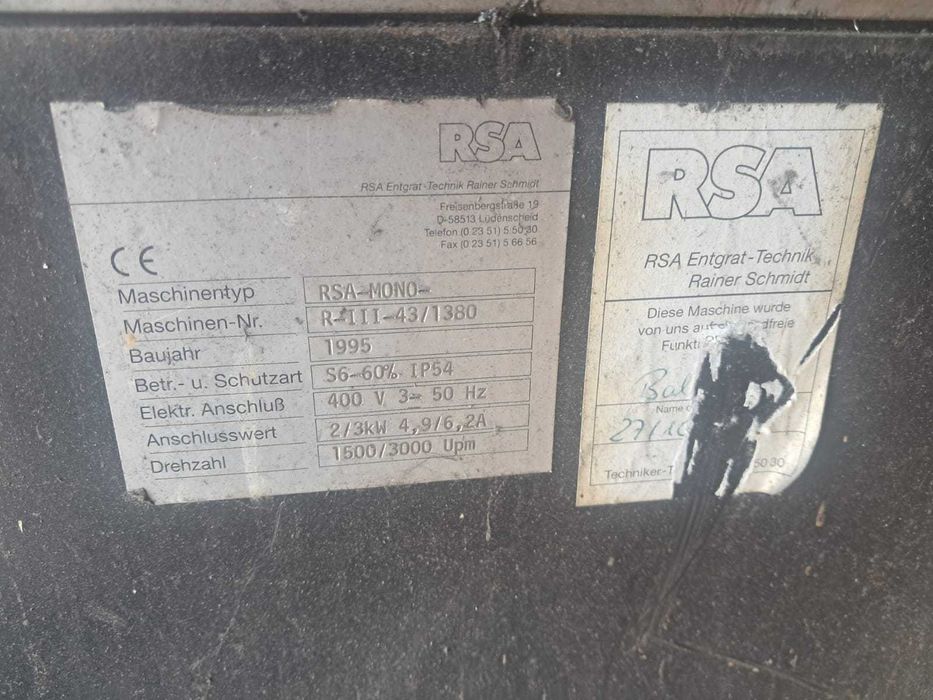 RSA
RSA Entgrat-Technik Rainer Schmidt
Freisenbergstraße 19
D-58513 Lüdenscheid
Telefon (0 23 51) 5 50 30
Fax (0 23 51) 5 66 56
CE
Maschinentyp RSA-MONO-
Maschinen-Nr. R-III-43/1380
Baujahr 1995
Betr.- u. Schutzart S6-60% IP54
Elektr. Anschluß 400 V 3~ 50 Hz
Anschlusswert 2/3kW 4,9/6,2A
Drehzahl 1500/3000 Upm
RSA
RSA Entgrat-Technik
Rainer Schmidt
Diese Maschine wurde
von uns auf
Name
Techniker-T 50 30